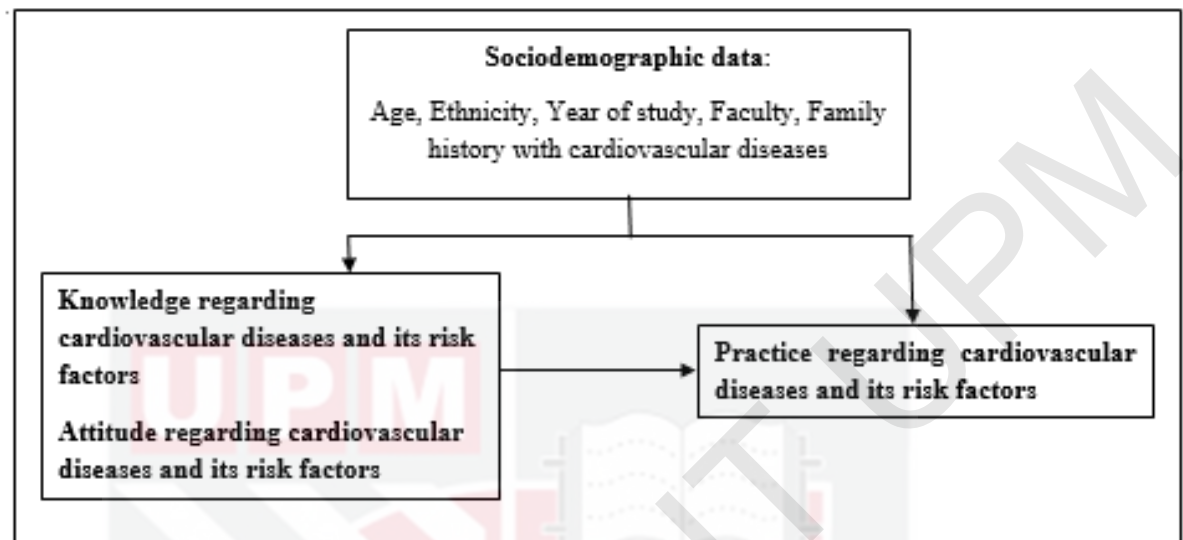 Sociodemographic data:
Age, Ethnicity, Year of study, Faculty, Family
history with cardiovascular diseases
Knowledge regarding
cardiovascular diseases and its risk
factors
Attitude regarding cardiovascular
diseases and its risk factors
Practice regarding cardiovascular
diseases and its risk factors
UPM
IT UPM